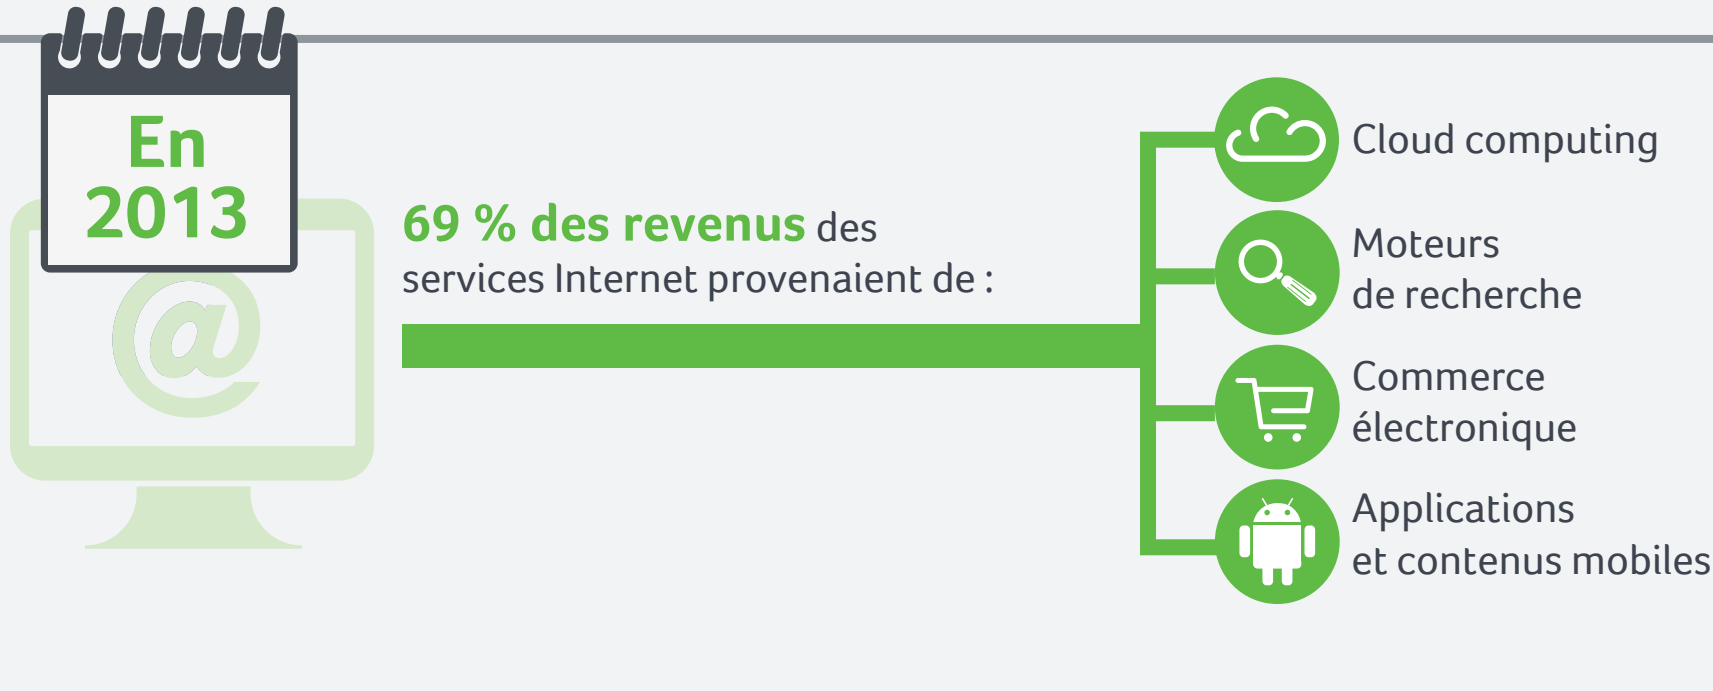 En
2013
69 % des revenus des
services Internet provenaient de :
Cloud computing
Moteurs
de recherche
Commerce
électronique
Applications
et contenus mobiles
@